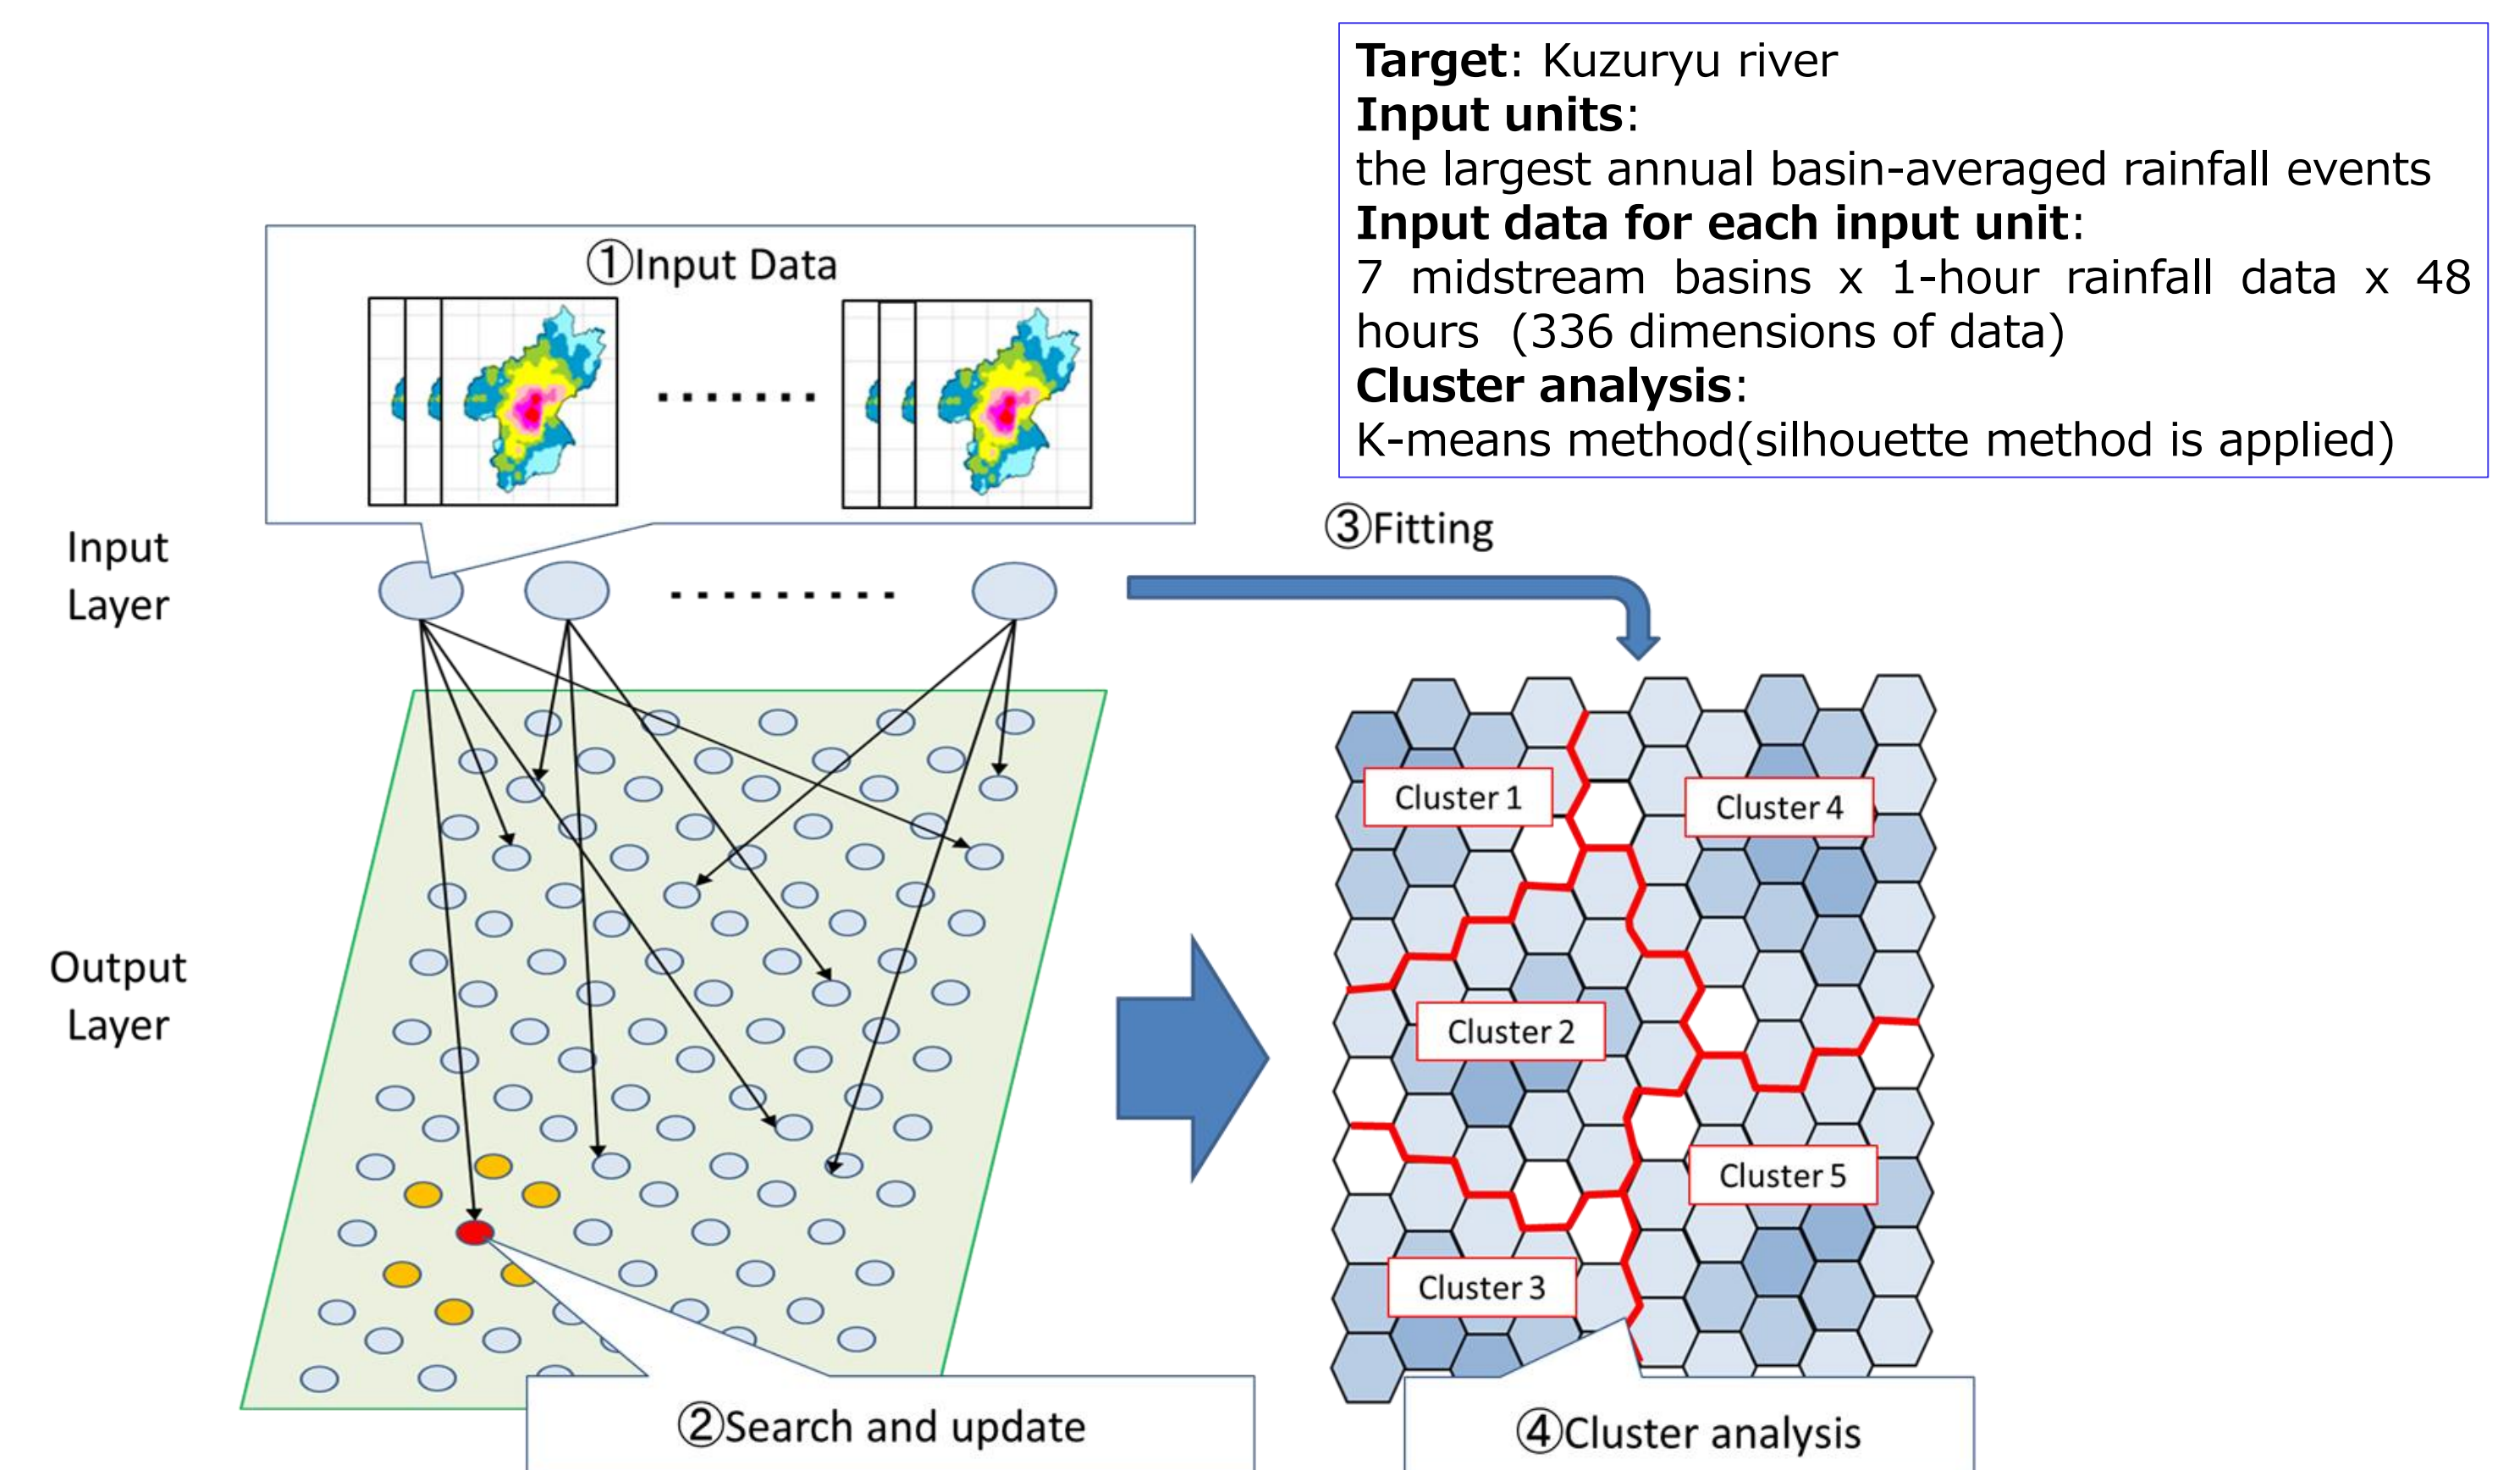 Target: Kuzuryu river
Input units:
the largest annual basin-averaged rainfall events
Input data for each input unit:
7 midstream basins x 1-hour rainfall data x 48
hours (336 dimensions of data)
Cluster analysis:
K-means method(silhouette method is applied)
①Input Data
Input
Layer
③Fitting
Output
Layer
Cluster 1
Cluster 4
Cluster 2
Cluster 5
Cluster 3
②Search and update
④Cluster analysis